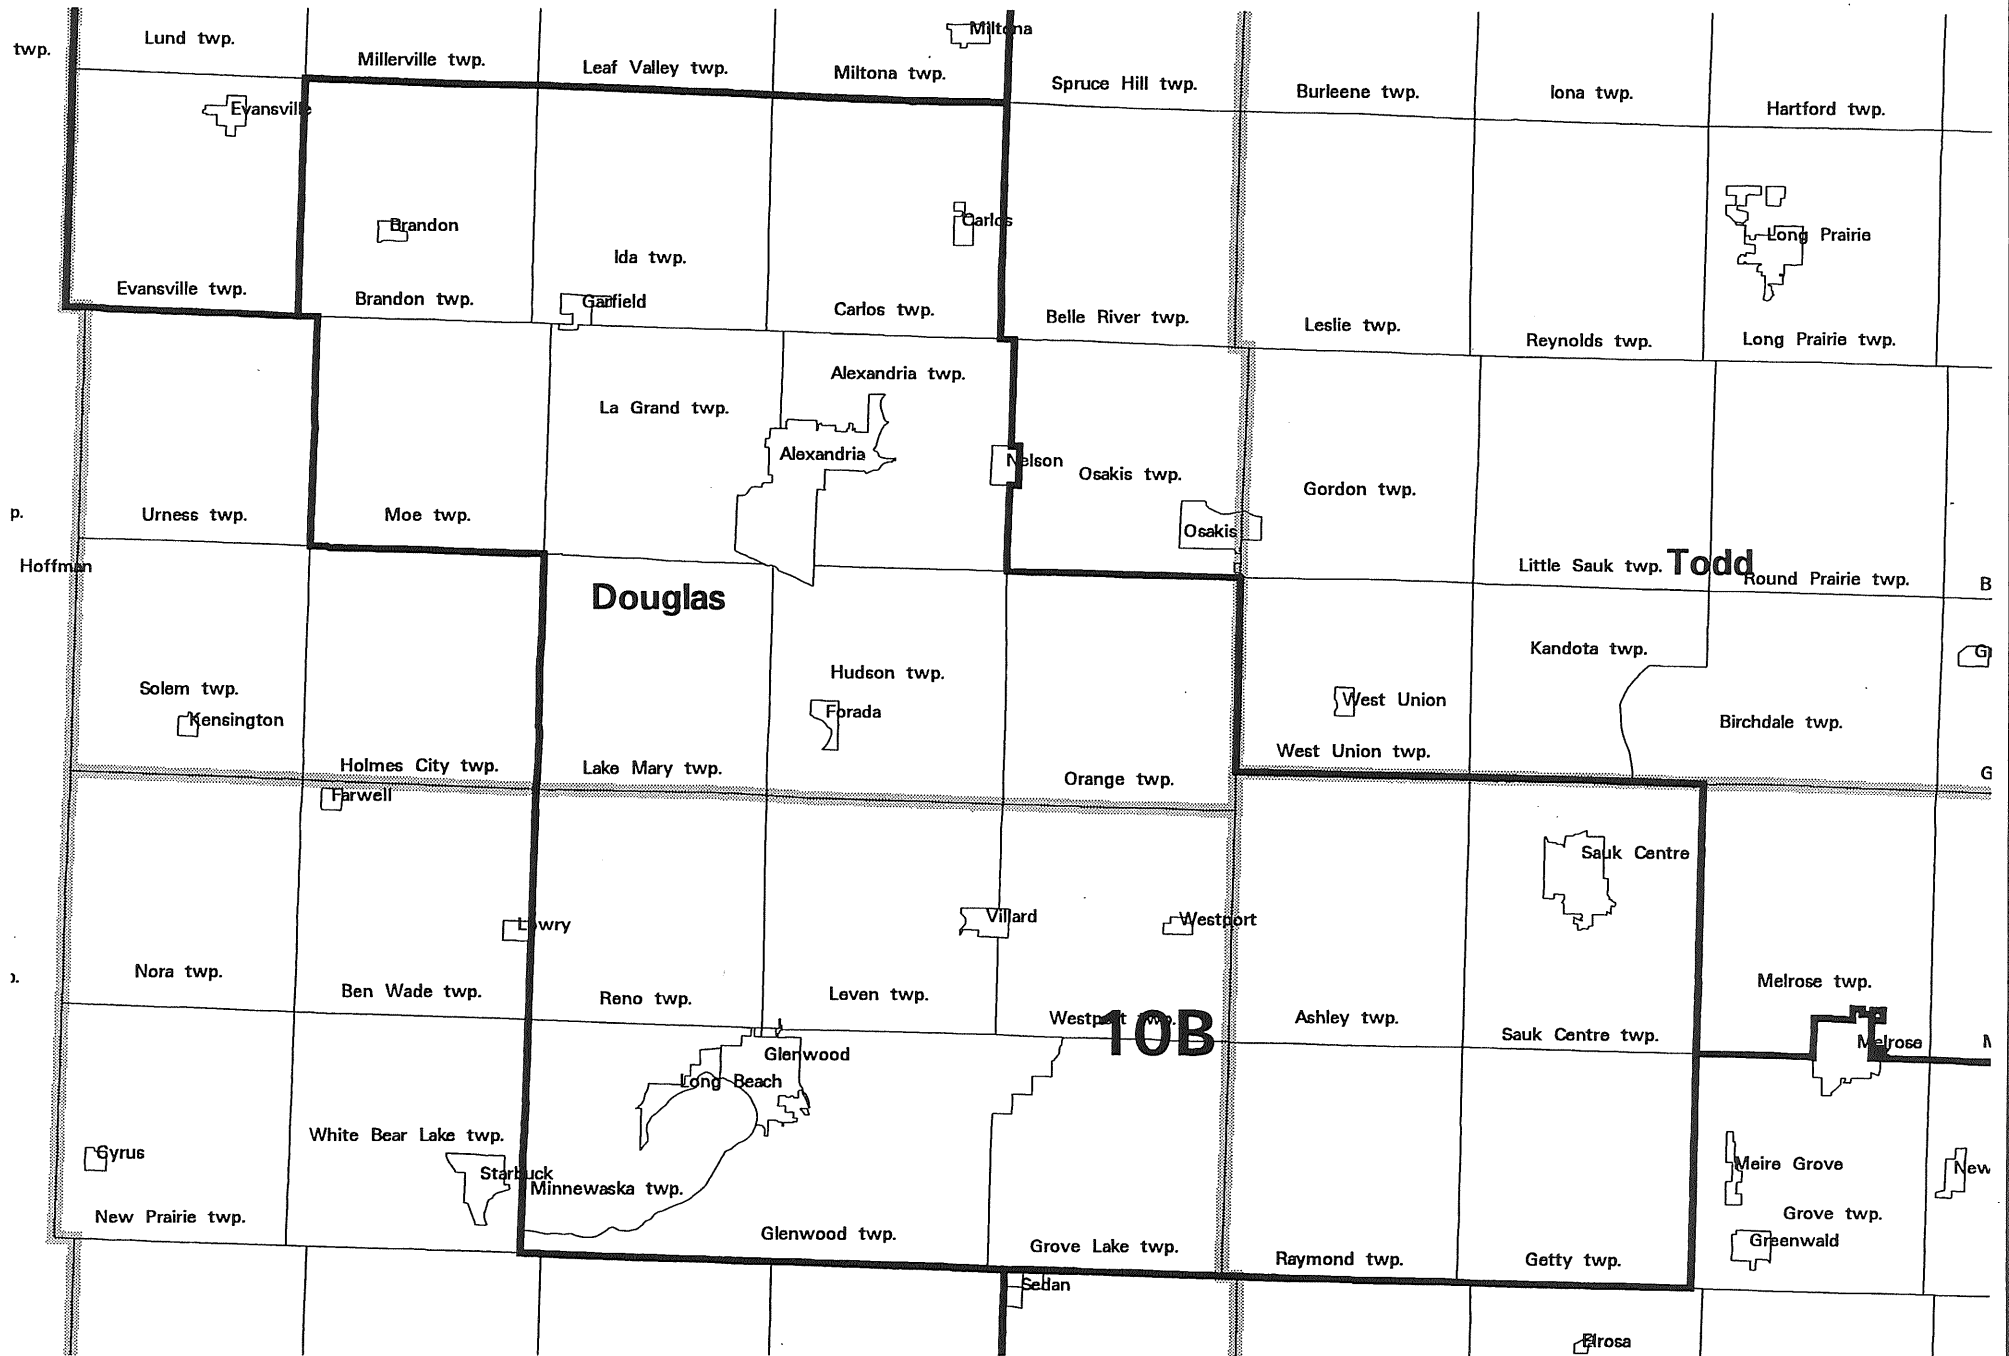 Lund twp.
twp.
Millerville twp.
Leaf Valley twp.
Miltona twp.
Miltona
Spruce Hill twp.
Burleene twp.
Iona twp.
Hartford twp.
Evansville
Brandon
Carlos
Long Prairie
Ida twp.
Evansville twp.
Brandon twp.
Garfield
Carlos twp.
Belle River twp.
Leslie twp.
Reynolds twp.
Long Prairie twp.
Alexandria twp.
La Grand twp.
Alexandria
Nelson
Osakis twp.
Gordon twp.
p.
Urness twp.
Moe twp.
Osakis
Hoffman
Little Sauk twp.
Todd
Round Prairie twp.
B
Douglas
Kandota twp.
G
Hudson twp.
Solem twp.
Kensington
Forada
West Union
Birchdale twp.
West Union twp.
Holmes City twp.
Lake Mary twp.
Orange twp.
G
Farwell
Sauk Centre
Lowry
Villard
Westport
Nora twp.
p.
Ben Wade twp.
Reno twp.
Leven twp.
Melrose twp.
Westport twp.
10B
Ashley twp.
Sauk Centre twp.
Melrose
Glenwood
Long Beach
White Bear Lake twp.
Cyrus
Starbuck
Minnewaska twp.
Meire Grove
New
New Prairie twp.
Glenwood twp.
Grove Lake twp.
Raymond twp.
Getty twp.
Grove twp.
Greenwald
Sedan
Elrosa